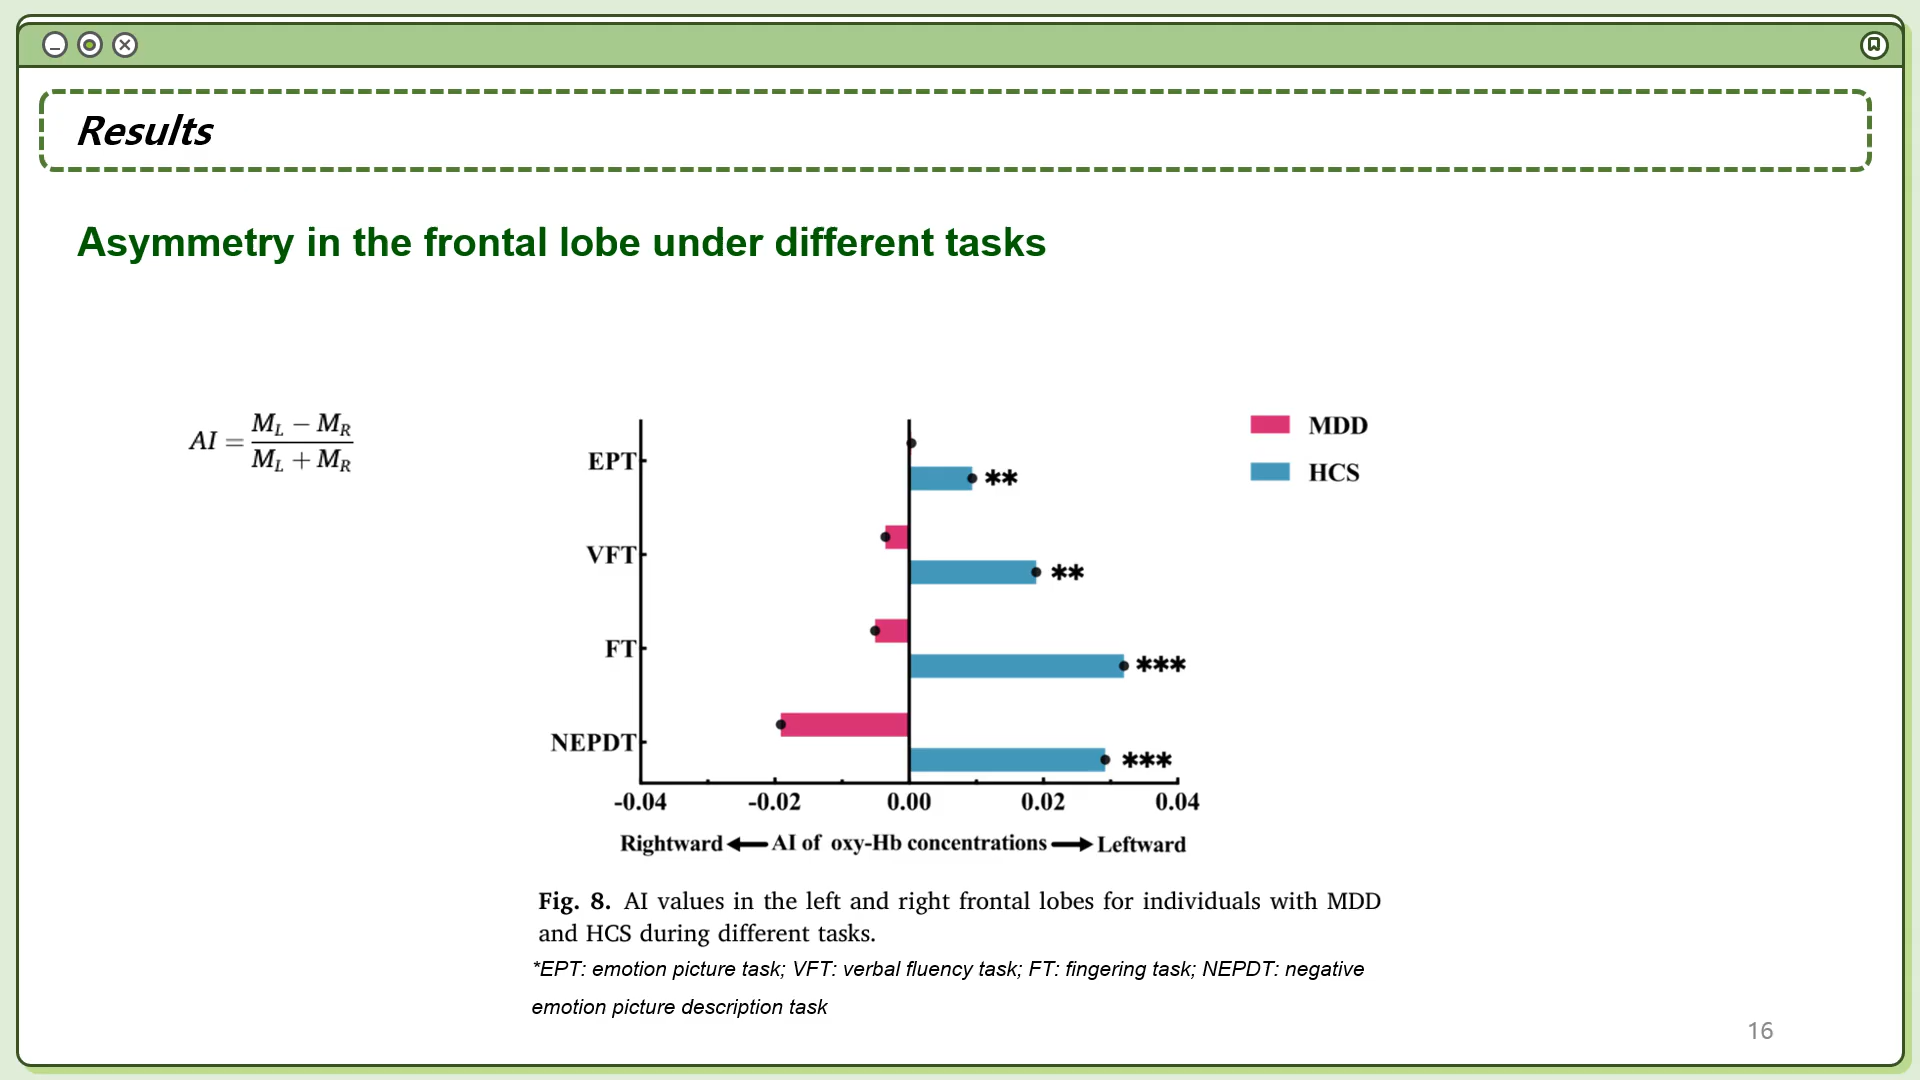 Results
Asymmetry in the frontal lobe under different tasks
AI = M_L − M_R / M_L + M_R
MDD
HCS
EPT
**
VFT
**
FT
***
NEPDT
***
-0.04 -0.02 0.00 0.02 0.04
Rightward AI of oxy-Hb concentrations Leftward
Fig. 8. AI values in the left and right frontal lobes for individuals with MDD
and HCS during different tasks.
*EPT: emotion picture task; VFT: verbal fluency task; FT: fingering task; NEPDT: negative
emotion picture description task
16